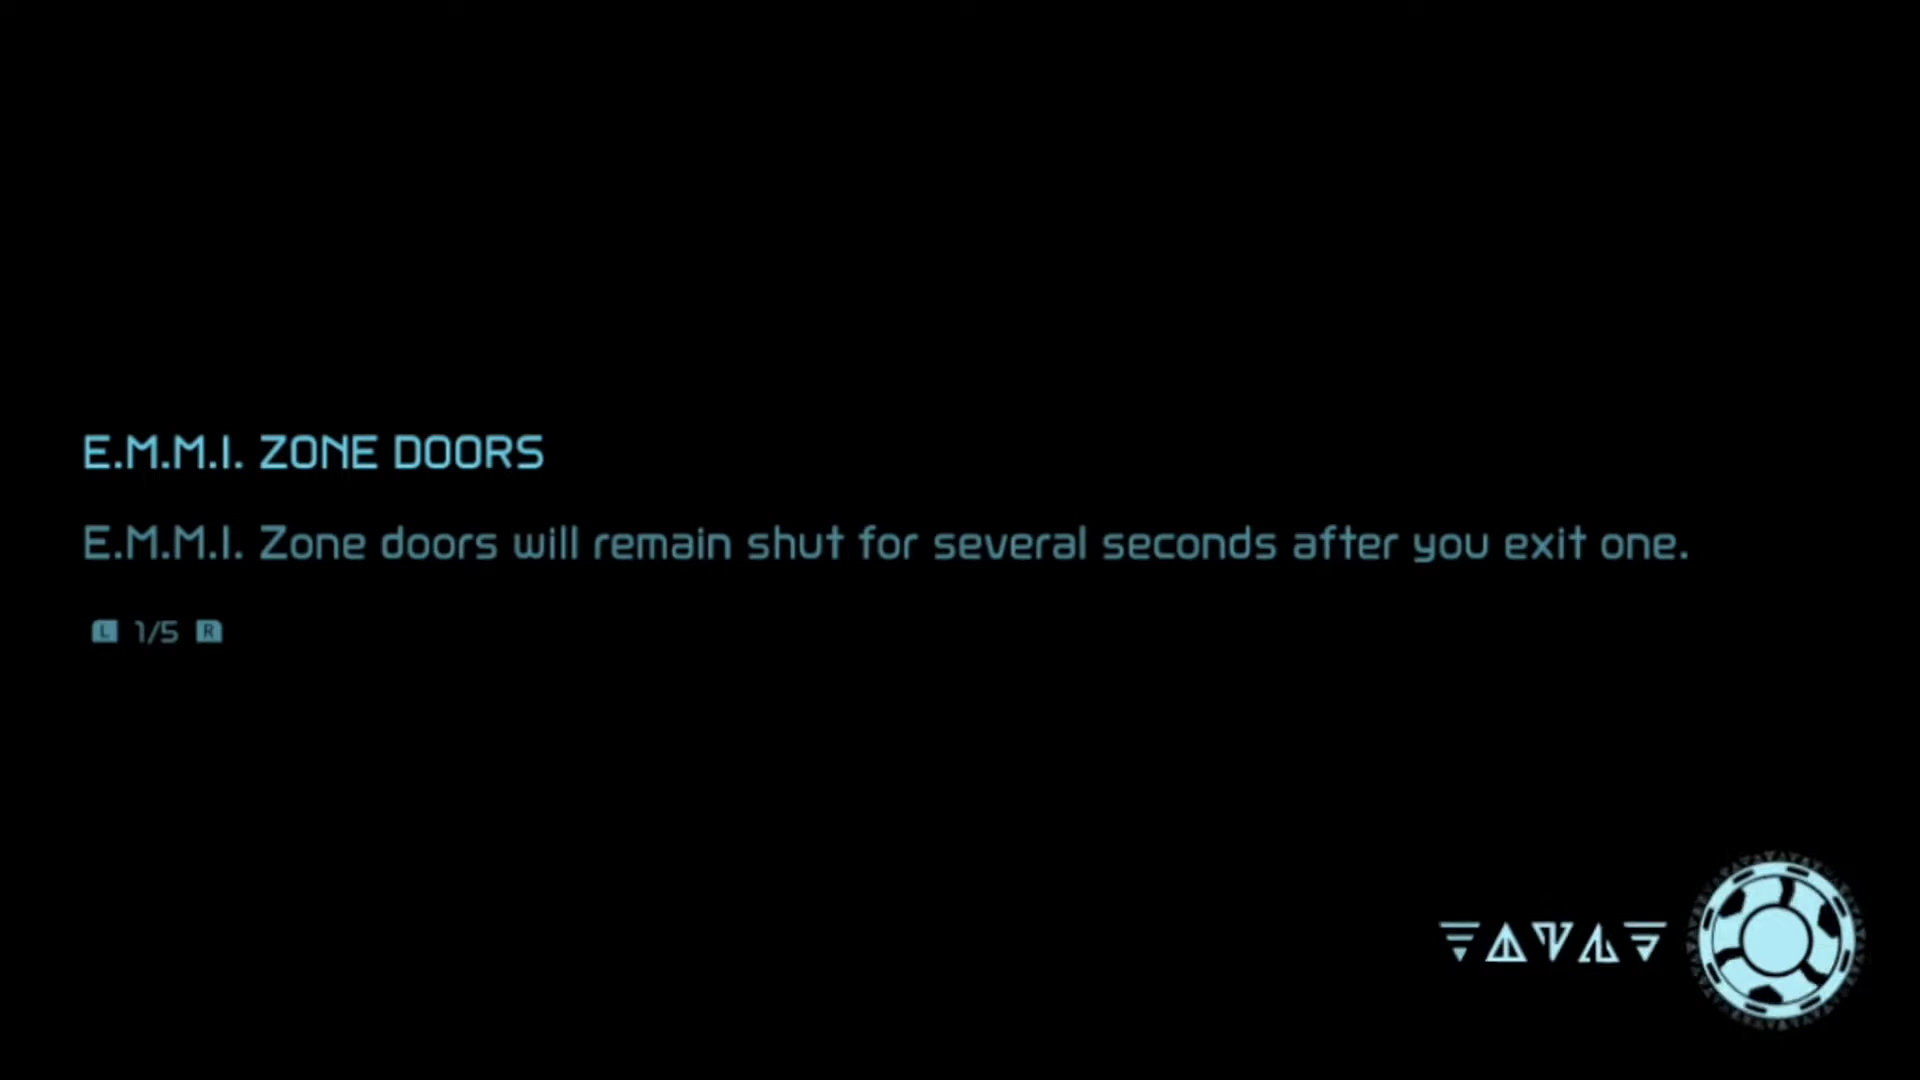 E.M.M.I. ZONE DOORS
E.M.M.I. Zone doors will remain shut for several seconds after you exit one.
L 1/5 R